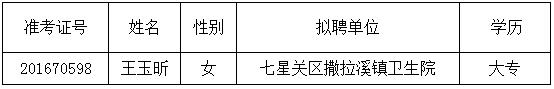 准考证号 姓名 性别 拟聘单位 学历
201670598 王玉昕 女 七星关区撒拉溪镇卫生院 大专